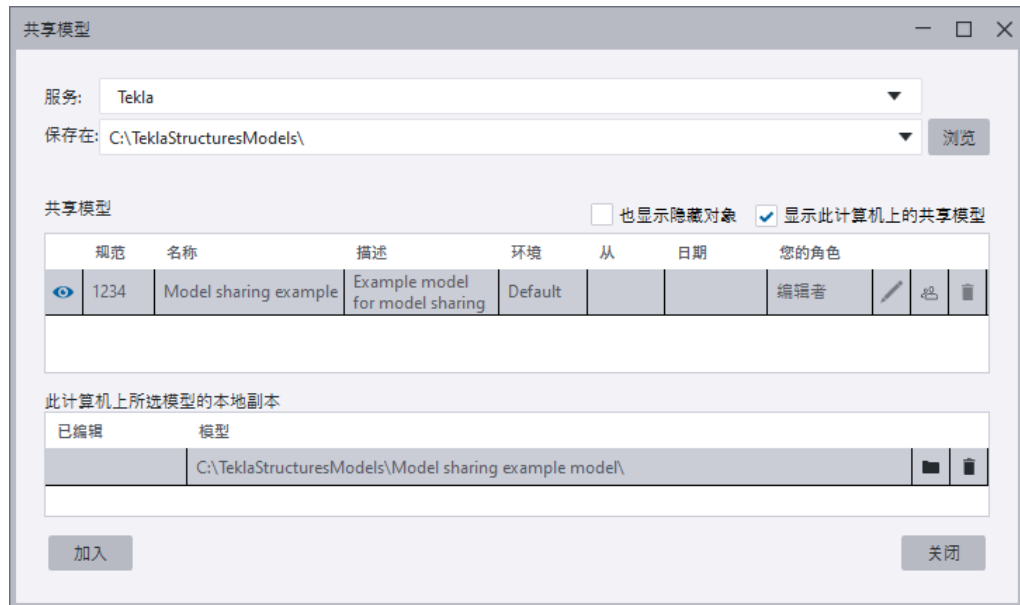 共享模型
服务: Tekla
保存在: C:\TeklaStructuresModels\ 浏览
共享模型 也显示隐藏对象 显示此计算机上的共享模型
规范 名称 描述 环境 从 日期 您的角色
1234 Model sharing example Example model Default 编辑者
for model sharing
此计算机上所选模型的本地副本
已编辑 模型
C:\TeklaStructuresModels\Model sharing example model\
加入 关闭